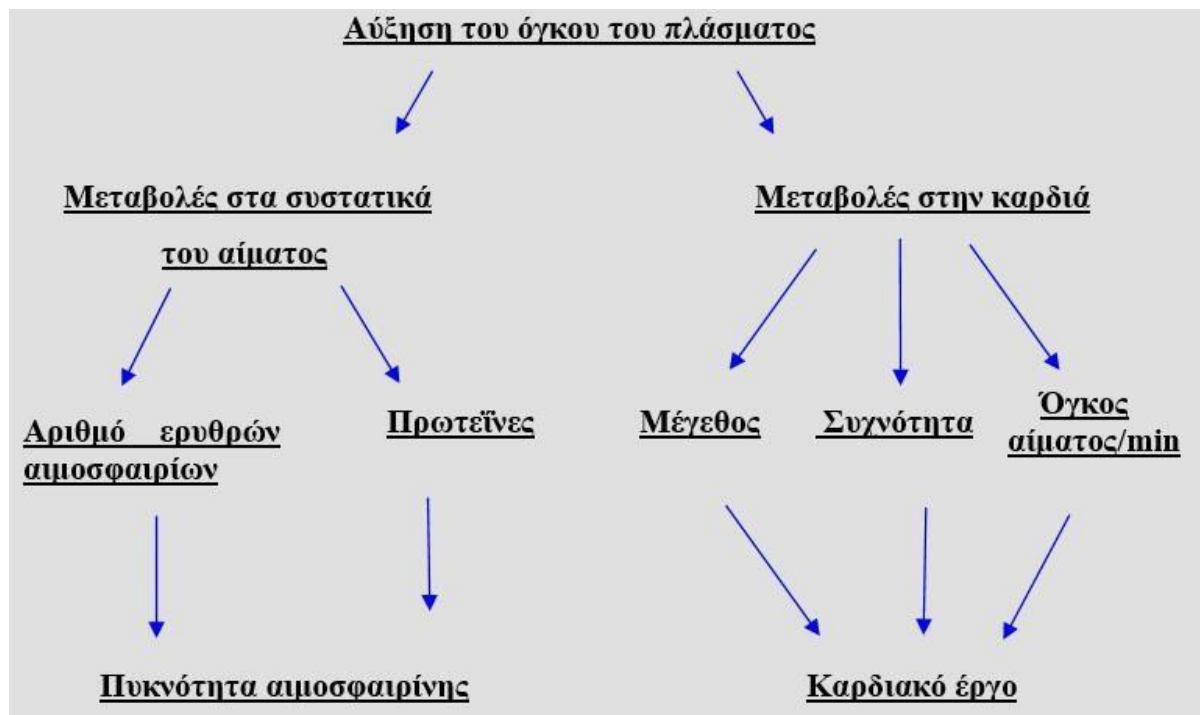 Αύξηση του όγκου του πλάσματος
Μεταβολές στα συστατικά
του αίματος
Μεταβολές στην καρδιά
Αριθμό ερυθρών
αιμοσφαιρίων
Πρωτεΐνες
Μέγεθος
Συχνότητα
Όγκος
αίματος/min
Πυκνότητα αιμοσφαιρίνης
Καρδιακό έργο